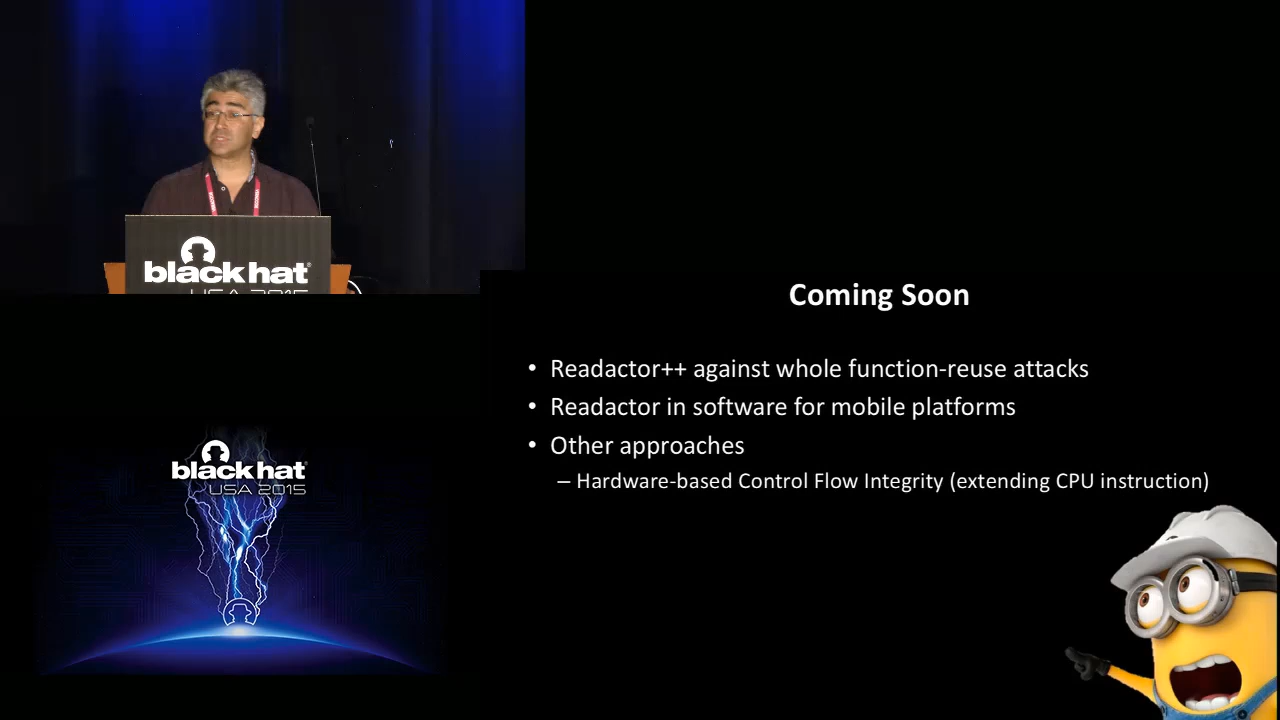 black hat
USA 2015
Coming Soon
• Readactor++ against whole function-reuse attacks
• Readactor in software for mobile platforms
• Other approaches
– Hardware-based Control Flow Integrity (extending CPU instruction)
black hat
USA 2015